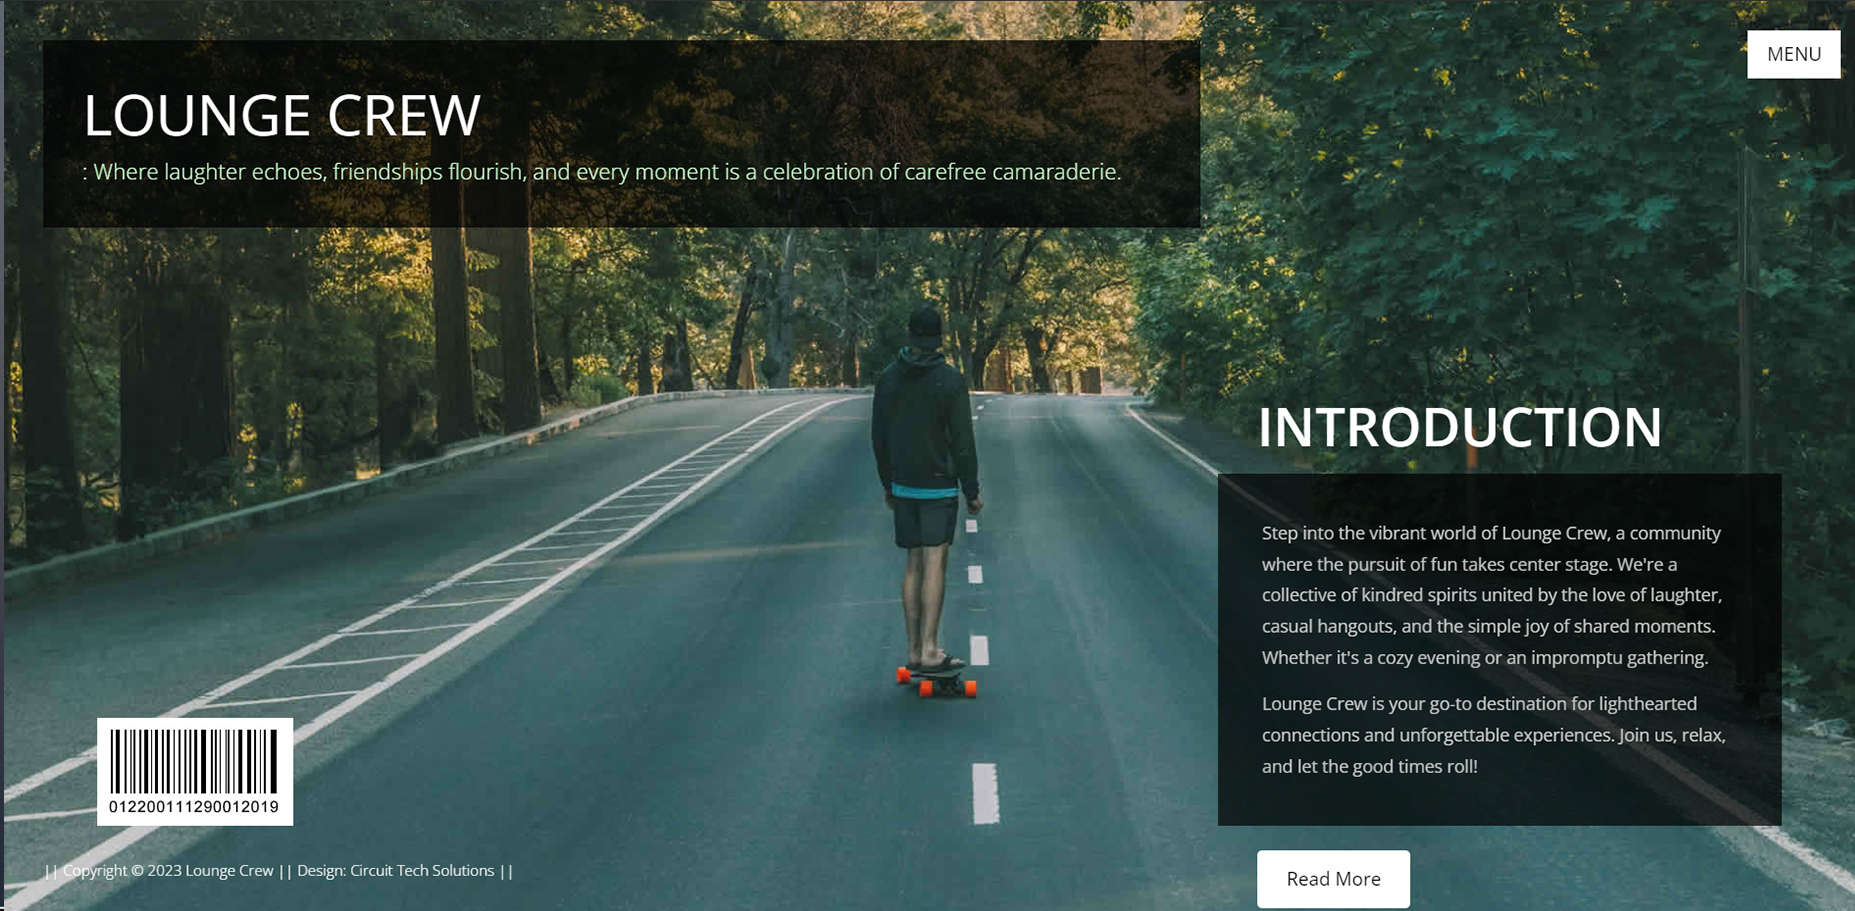 MENU
LOUNGE CREW
: Where laughter echoes, friendships flourish, and every moment is a celebration of carefree camaraderie.
INTRODUCTION
Step into the vibrant world of Lounge Crew, a community
where the pursuit of fun takes center stage. We're a
collective of kindred spirits united by the love of laughter,
casual hangouts, and the simple joy of shared moments.
Whether it's a cozy evening or an impromptu gathering.
Lounge Crew is your go-to destination for lighthearted
connections and unforgettable experiences. Join us, relax,
and let the good times roll!
012200111290012019
|| Copyright © 2023 Lounge Crew || Design: Circuit Tech Solutions ||
Read More